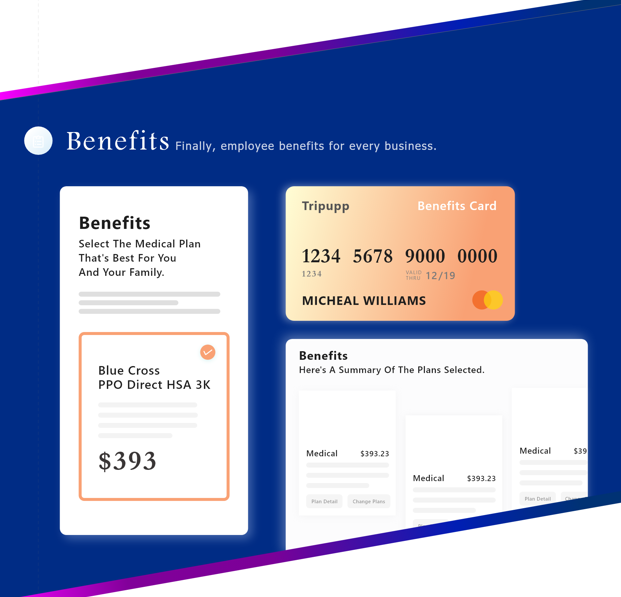 Benefits Finally, employee benefits for every business.
Benefits
Select The Medical Plan
That's Best For You
And Your Family.
Blue Cross
PPO Direct HSA 3K
$393
Tripupp Benefits Card
1234 5678 9000 0000
1234 VALID THRU 12/19
MICHEAL WILLIAMS
Benefits
Here's A Summary Of The Plans Selected.
Medical $393.23
Plan Detail Change Plans
Medical $393.23
Medical $39
Plan Detail